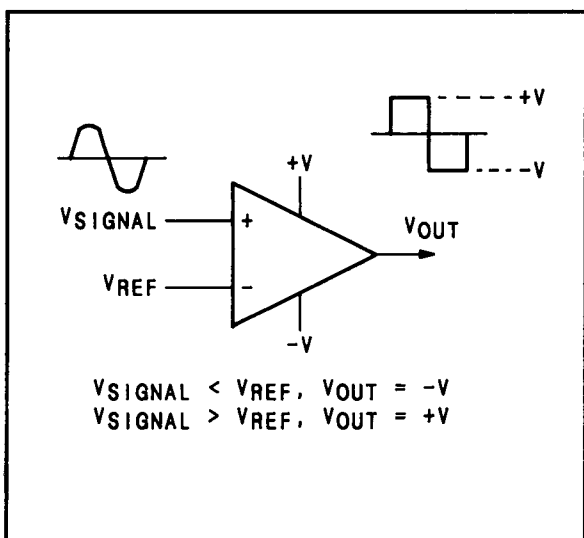 +V
-V
+V
VSIGNAL
+
VOUT
VREF
-
-V
VSIGNAL < VREF, VOUT = -V
VSIGNAL > VREF, VOUT = +V